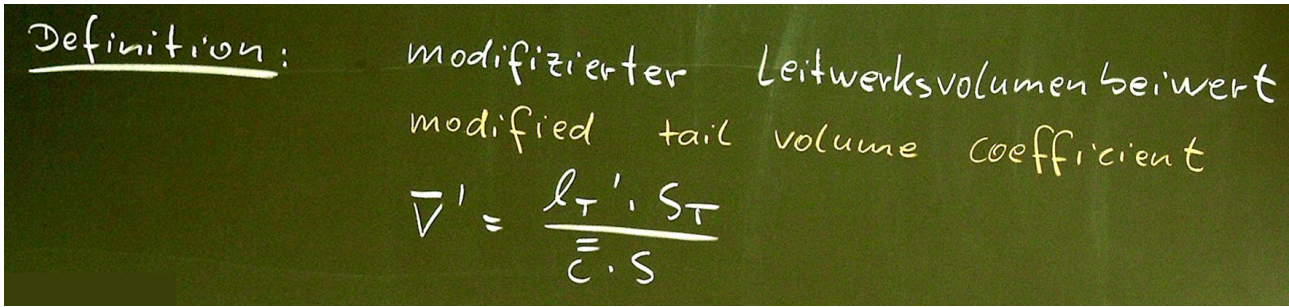 Definition: modifizierter Leitwerksvolumenbeiwert
modified tail volume coefficient
V̄' = (l_T' · S_T) / (c̿ · S)